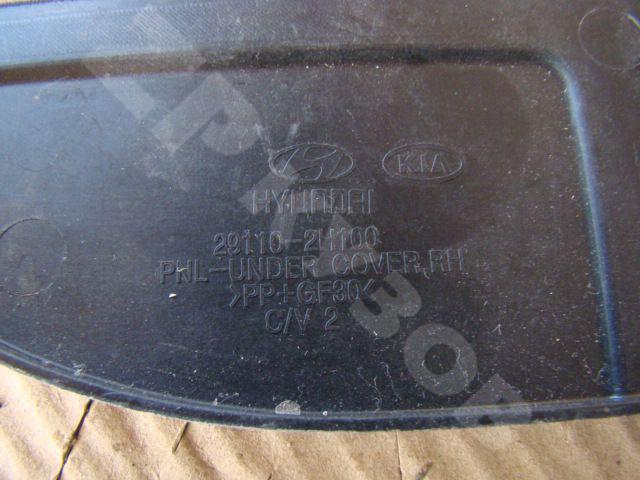 KIA
HYUNDAI
29110-2H100
PNL-UNDER COVER,RH
>PP+GF30<
C/V 2